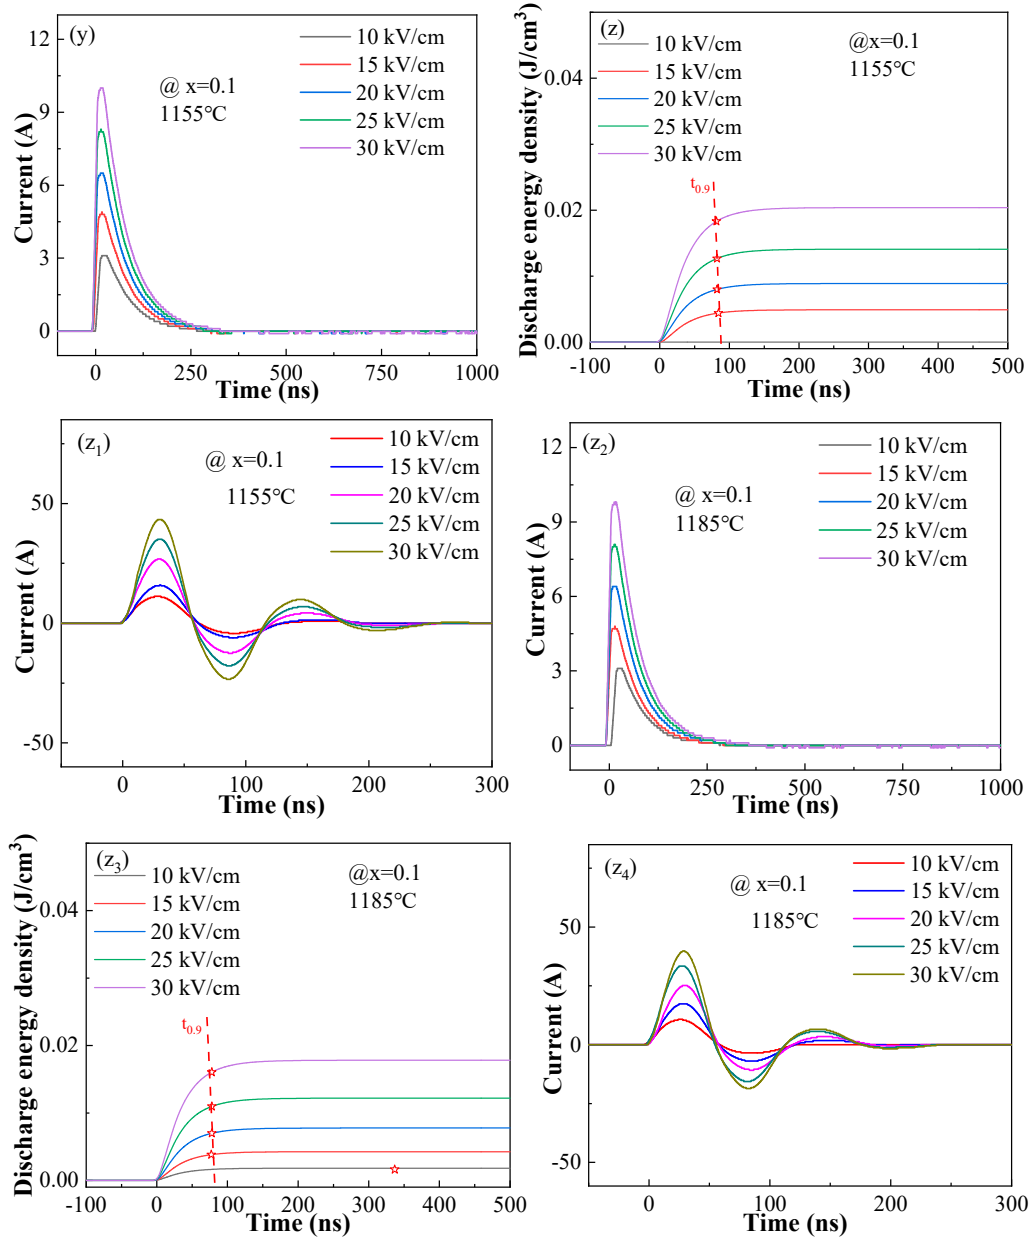 (y)
@ x=0.1
1155℃
10 kV/cm
15 kV/cm
20 kV/cm
25 kV/cm
30 kV/cm
12
9
6
3
0
Current (A)
0
250
500
750
1000
Time (ns)
(z)
@x=0.1
1155℃
10 kV/cm
15 kV/cm
20 kV/cm
25 kV/cm
30 kV/cm
t0.9
0.04
0.02
0.00
Discharge energy density (J/cm³)
-100
0
100
200
300
400
500
Time (ns)
(z₁)
@ x=0.1
1155℃
10 kV/cm
15 kV/cm
20 kV/cm
25 kV/cm
30 kV/cm
50
0
-50
Current (A)
0
100
200
300
Time (ns)
(z₂)
@ x=0.1
1185℃
10 kV/cm
15 kV/cm
20 kV/cm
25 kV/cm
30 kV/cm
12
9
6
3
0
Current (A)
0
250
500
750
1000
Time (ns)
(z₃)
@x=0.1
1185℃
10 kV/cm
15 kV/cm
20 kV/cm
25 kV/cm
30 kV/cm
t0.9
0.04
0.02
0.00
Discharge energy density (J/cm³)
-100
0
100
200
300
400
500
Time (ns)
(z₄)
@ x=0.1
1185℃
10 kV/cm
15 kV/cm
20 kV/cm
25 kV/cm
30 kV/cm
50
0
-50
Current (A)
0
100
200
300
Time (ns)